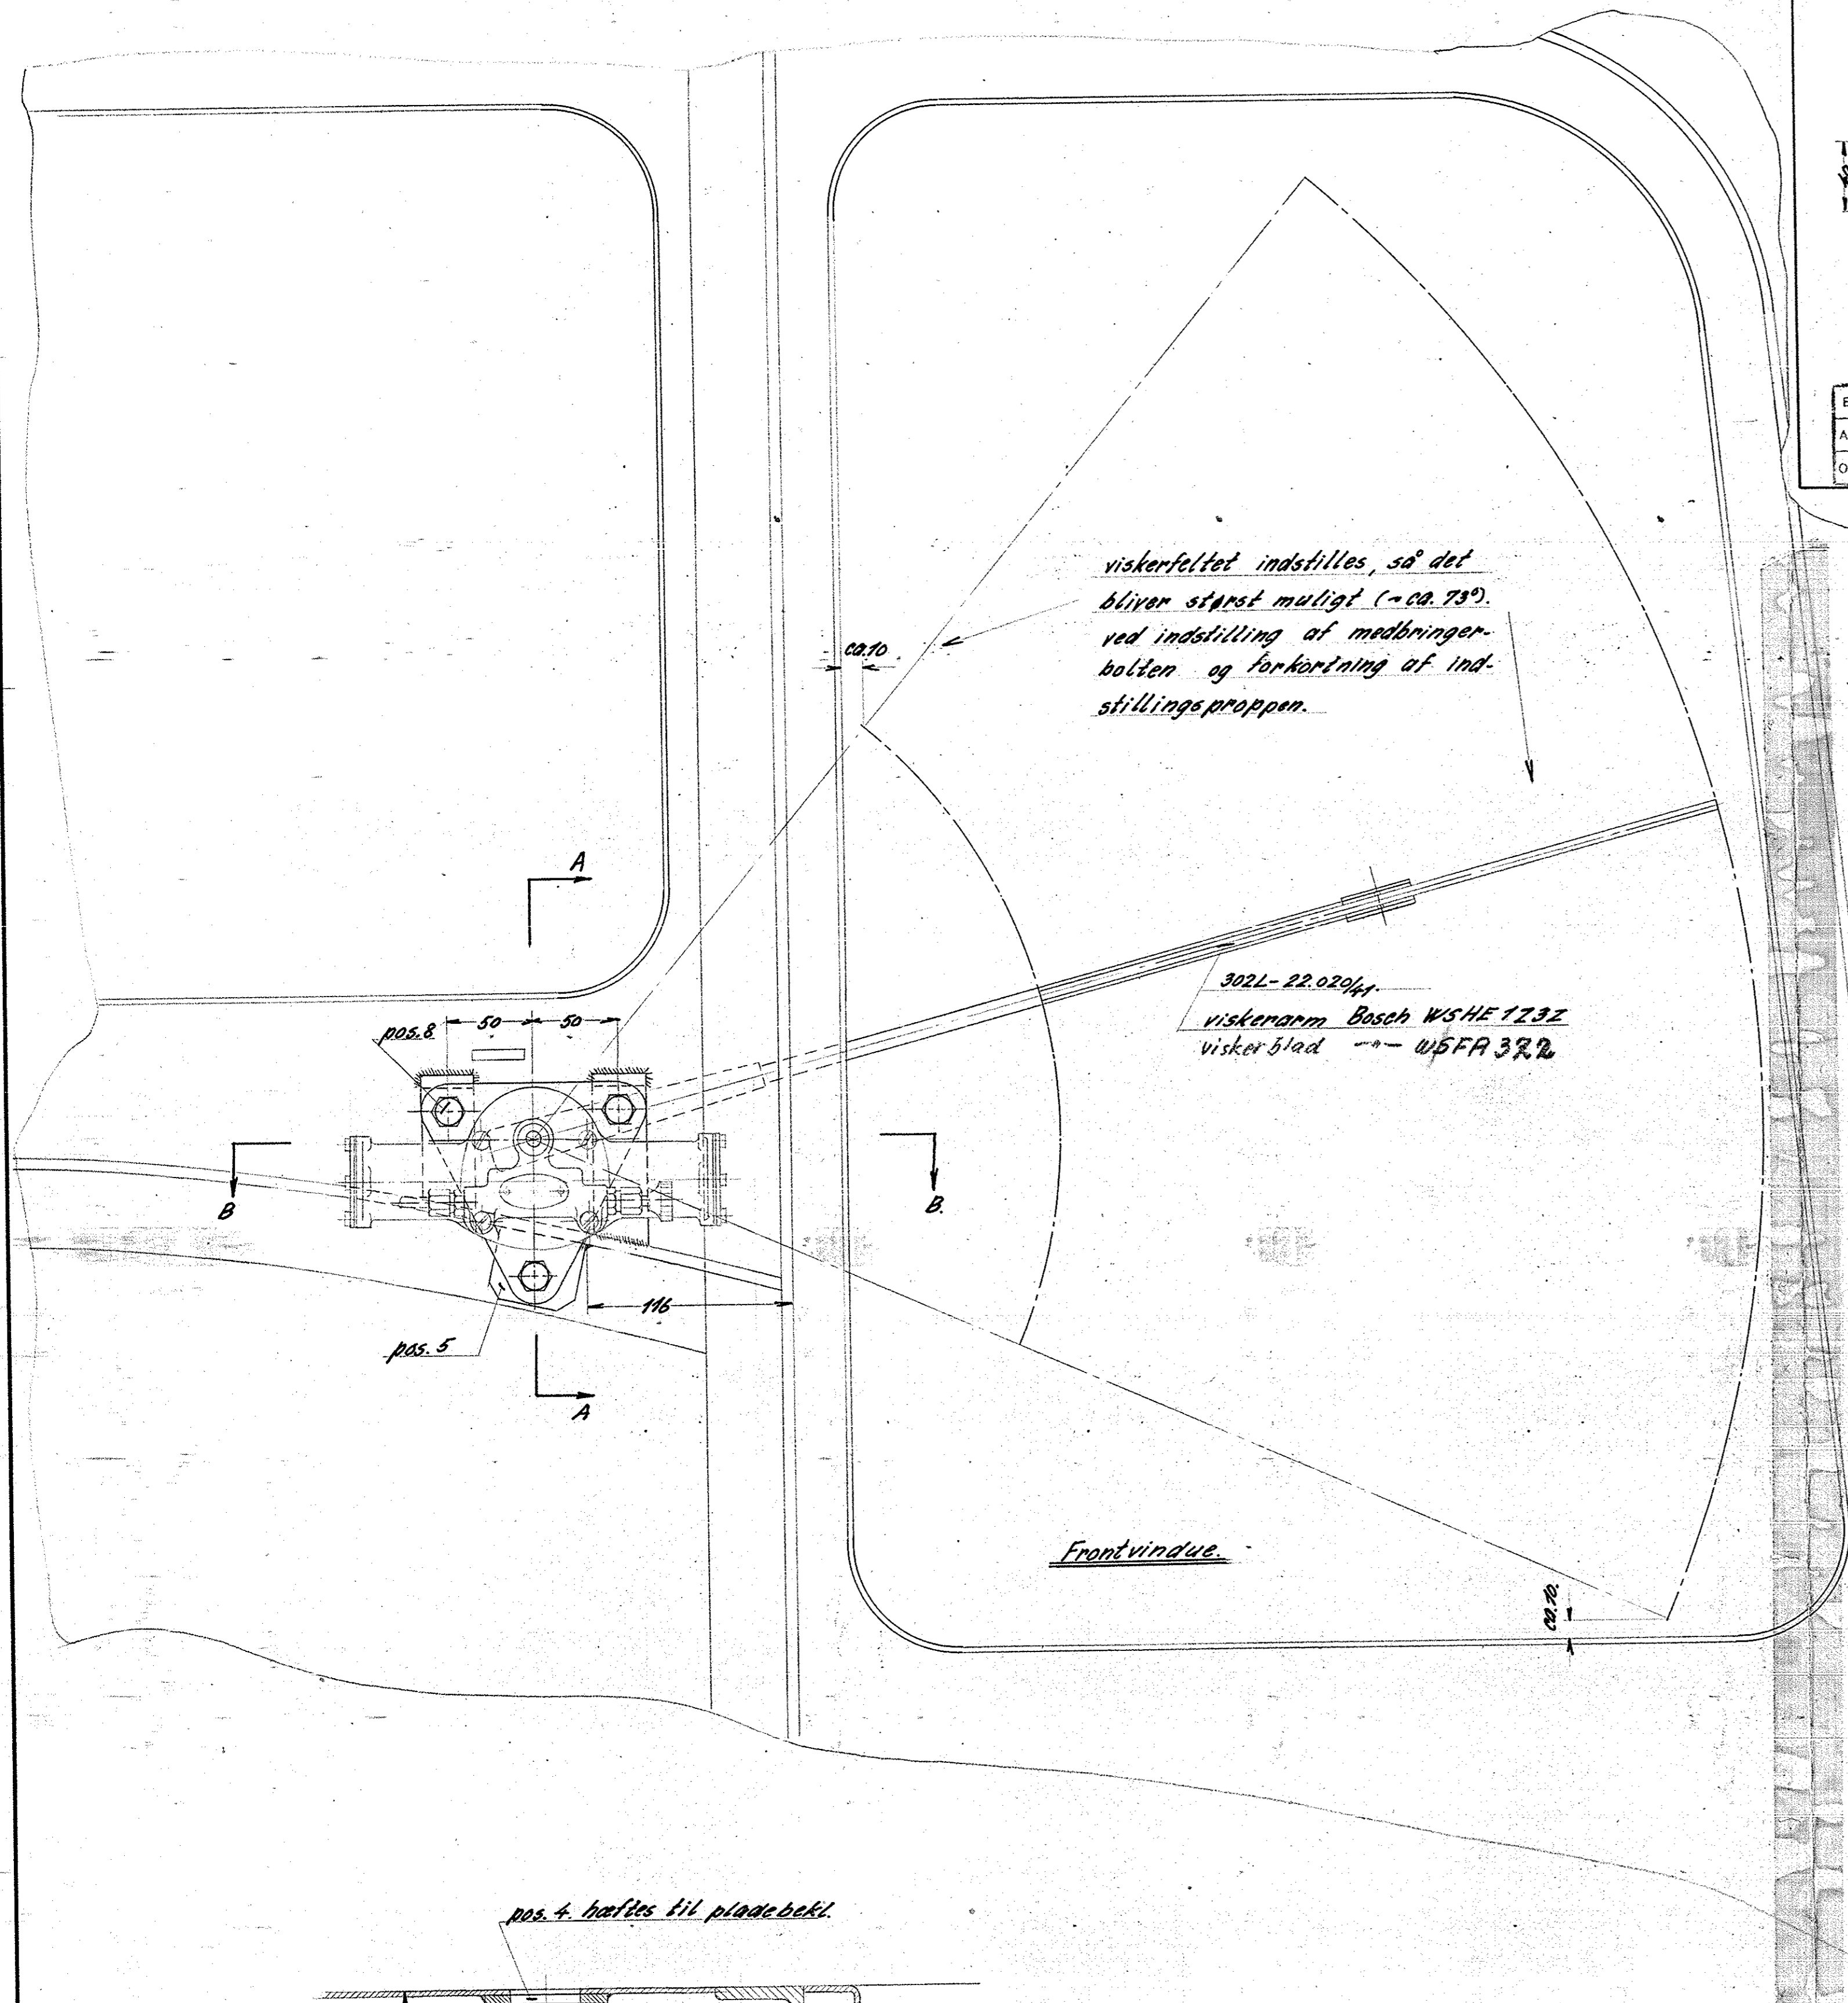 viskerfeltet indstilles, så det
bliver størst muligt (~ca. 73°).
ved indstilling af medbringer-
bolten og forkortning af ind-
stillingsproppen.
ca.10
A
302L-22.020/41.
viskerarm Bosch WSHE 1Z3Z
viskerblad -"- WSFA
pos.8
50
50
B
B.
116
pos. 5
A
Frontvindue.
ca.10.
pos. 4. hæftes til pladebekl.